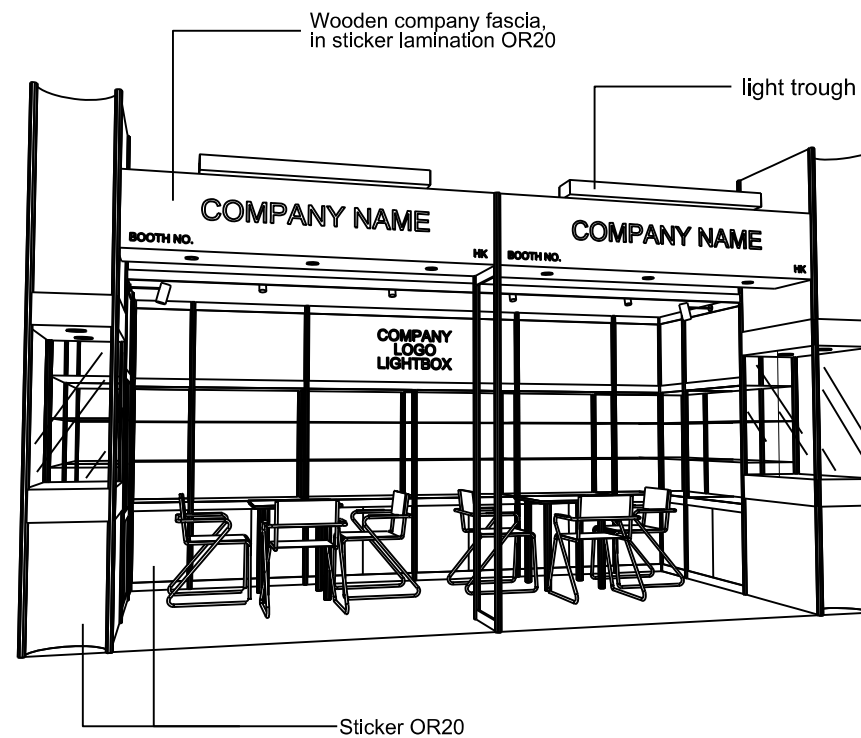 Wooden company fascia,
in sticker lamination OR20
light trough
COMPANY NAME
BOOTH NO.
HK
COMPANY NAME
BOOTH NO.
HK
COMPANY
LOGO
LIGHTBOX
Sticker OR20